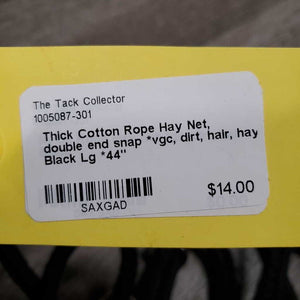 The Tack Collector
1005087-301
Thick Cotton Rope Hay Net,
double end snap *vgc, dirt, hair, hay
Black Lg *44"
$14.00
SAXGAD